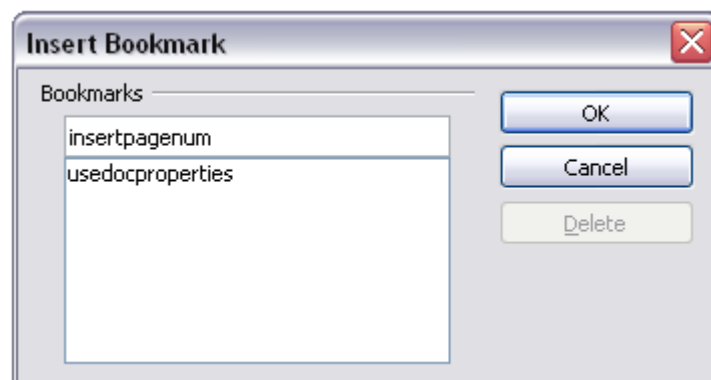 Insert Bookmark
Bookmarks
insertpagenum
usedocproperties
OK
Cancel
Delete